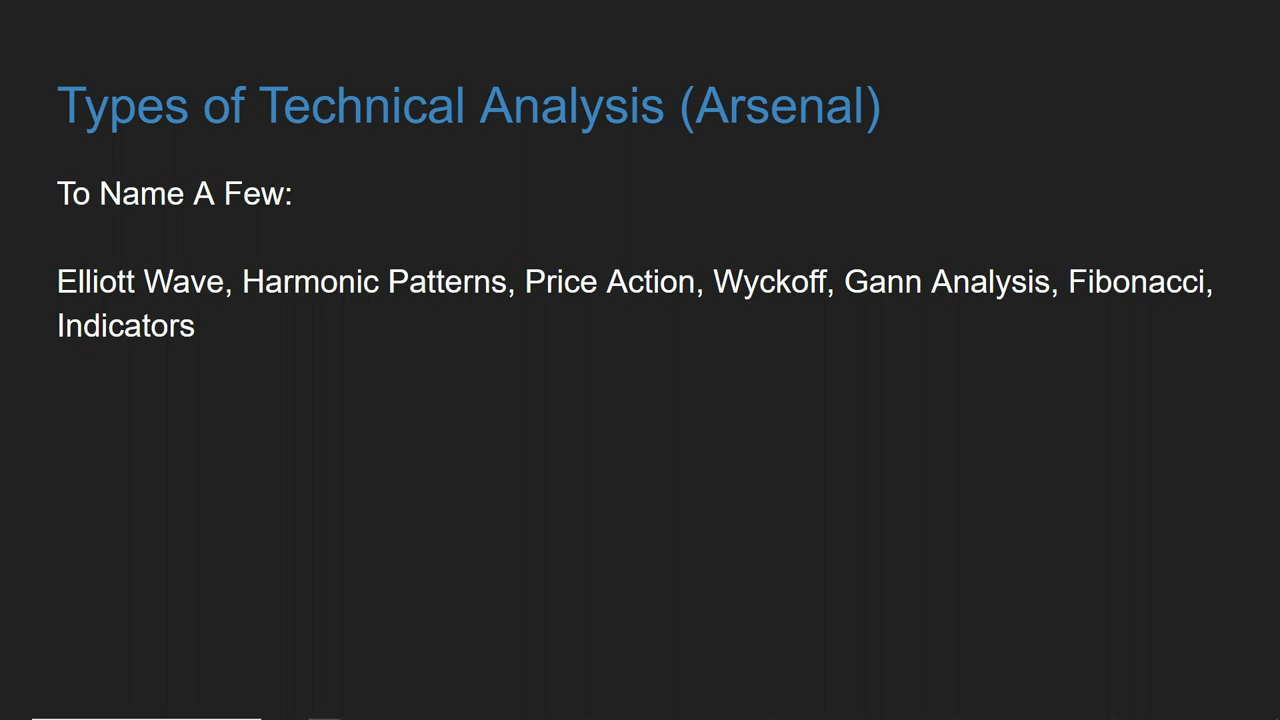 Types of Technical Analysis (Arsenal)
To Name A Few:
Elliott Wave, Harmonic Patterns, Price Action, Wyckoff, Gann Analysis, Fibonacci,
Indicators